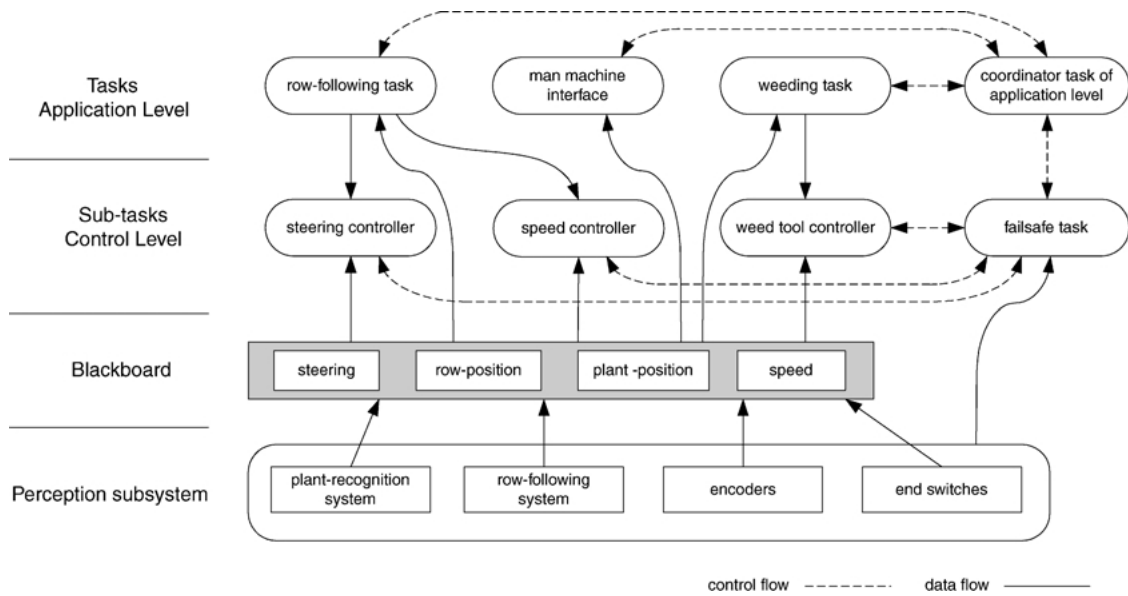 Tasks
Application Level
row-following task
man machine
interface
weeding task
coordinator task of
application level
Sub-tasks
Control Level
steering controller
speed controller
weed tool controller
failsafe task
Blackboard
steering
row-position
plant -position
speed
Perception subsystem
plant-recognition
system
row-following
system
encoders
end switches
control flow
data flow